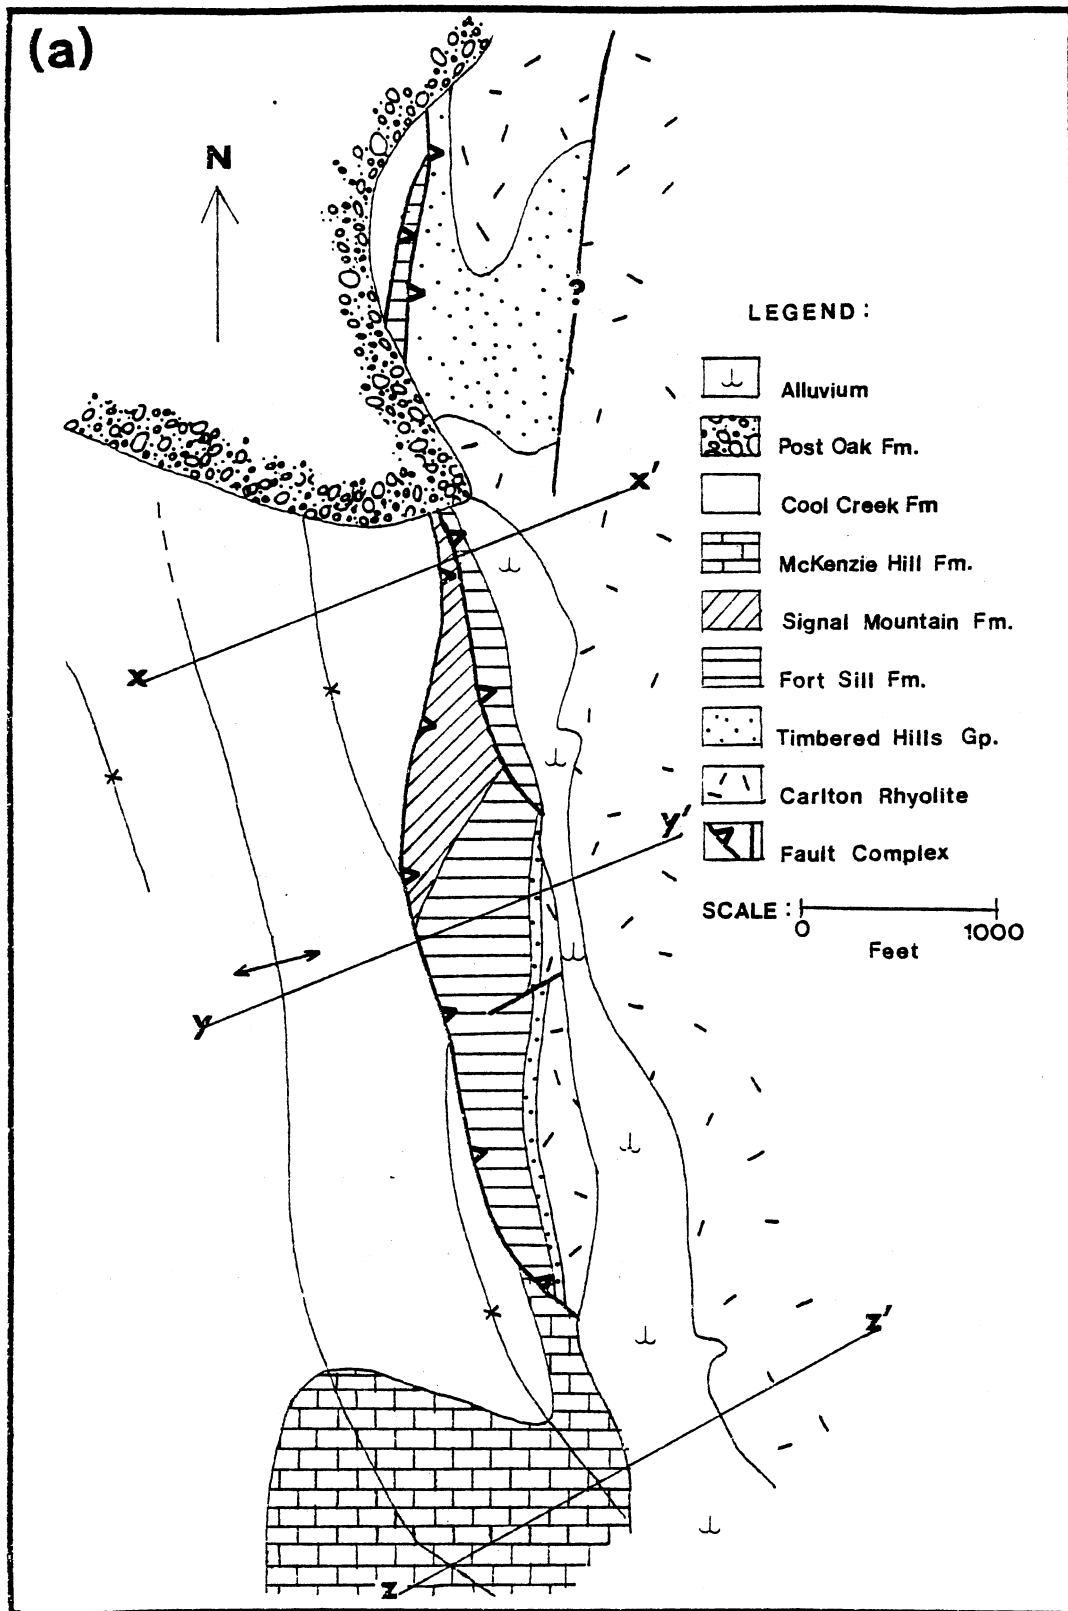 (a)
N
?
x'
LEGEND:
Alluvium
Post Oak Fm.
Cool Creek Fm
McKenzie Hill Fm.
Signal Mountain Fm.
Fort Sill Fm.
Timbered Hills Gp.
Carlton Rhyolite
Fault Complex
SCALE:
0 1000
Feet
x
y'
y
z'
z